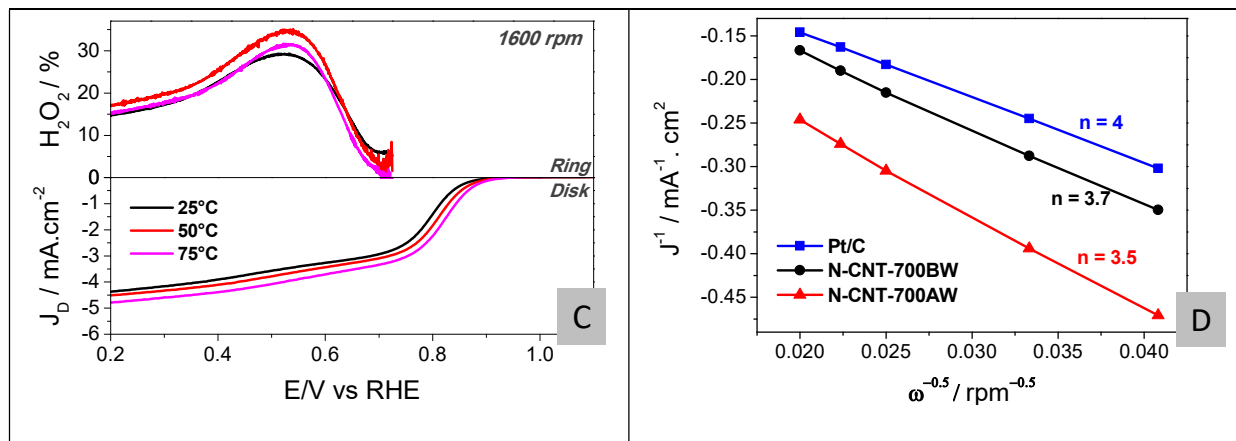 1600 rpm
30
20
10
0
H₂O₂ / %
Ring
Disk
-1
-2
-3
-4
-5
-6
J_D / mA.cm⁻²
25°C
50°C
75°C
C
0.2 0.4 0.6 0.8 1.0
E/V vs RHE
-0.15
-0.20
-0.25
-0.30
-0.35
-0.40
-0.45
J⁻¹ / mA⁻¹. cm²
n = 4
n = 3.7
n = 3.5
Pt/C
N-CNT-700BW
N-CNT-700AW
D
0.020 0.025 0.030 0.035 0.040
ω⁻⁰·⁵ / rpm⁻⁰·⁵